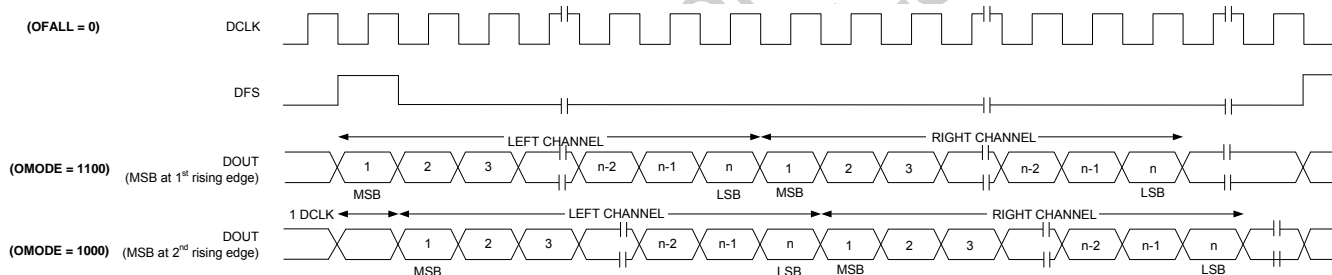 (OFALL = 0) DCLK
DFS
LEFT CHANNEL RIGHT CHANNEL
(OMODE = 1100) DOUT 1 2 3 n-2 n-1 n 1 2 3 n-2 n-1 n
(MSB at 1st rising edge)
MSB LSB MSB LSB
1 DCLK LEFT CHANNEL RIGHT CHANNEL
DOUT
(OMODE = 1000) (MSB at 2nd rising edge) 1 2 3 n-2 n-1 n 1 2 3 n-2 n-1 n
MSB LSB MSB LSB